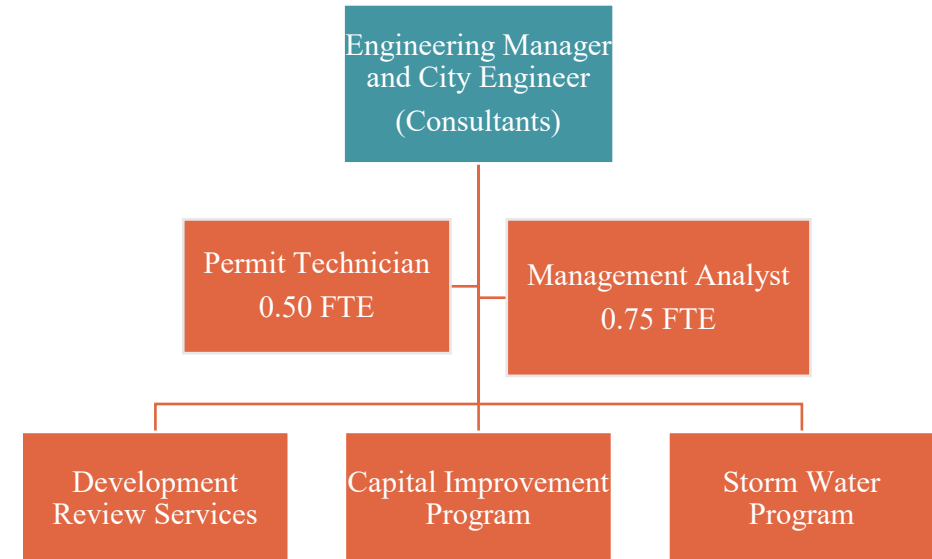 Engineering Manager
and City Engineer
(Consultants)
Permit Technician
0.50 FTE
Management Analyst
0.75 FTE
Development
Review Services
Capital Improvement
Program
Storm Water
Program